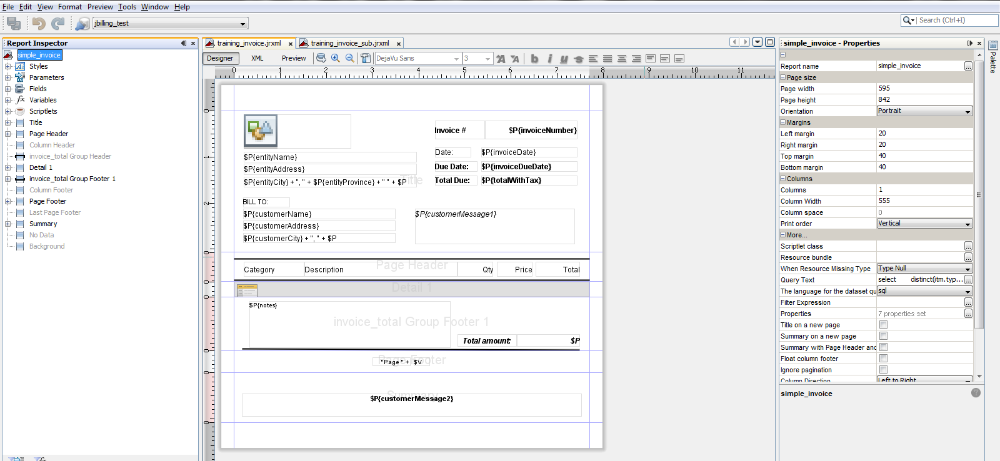 File Edit View Format Preview Tools Window Help
jbilling_test
Search (Ctrl+I)
Report Inspector
simple_invoice
Styles
Parameters
Fields
Variables
Scriptlets
Title
Page Header
Column Header
invoice_total Group Header
Detail 1
invoice_total Group Footer 1
Column Footer
Page Footer
Last Page Footer
Summary
No Data
Background
training_invoice.jrxml training_invoice_sub.jrxml
Designer XML Preview DejaVu Sans 3
0 1 2 3 4 5 6 7 8 9 10 11
0
1
2
0
0
0
0
0
0
Invoice # $P{invoiceNumber}
Date: $P{invoiceDate}
$P{entityName}
Due Date: $P{invoiceDueDate}
$P{entityAddress}
Total Due: $P{totalWithTax}
$P{entityCity} + ", " + $P{entityProvince} + " " + $P
Title
BILL TO:
$P{customerName} $P{customerMessage1}
$P{customerAddress}
$P{customerCity} + ", " + $P
Page Header
Category Description Qty Price Total
Detail 1
$P{notes}
invoice_total Group Footer 1
Total amount: $P
Page Footer
"Page " + $V
Summary
$P{customerMessage2}
simple_invoice - Properties
Report name simple_invoice ...
Page size
Page width 595
Page height 842
Orientation Portrait
Margins
Left margin 20
Right margin 20
Top margin 40
Bottom margin 40
Columns
Columns 1
Column Width 555
Column space 0
Print order Vertical
More...
Scriptlet class ...
Resource bundle ...
When Resource Missing Type Type Null
Query Text select distinct(itm.typ... ...
The language for the dataset qu sql
Filter Expression ...
Properties 7 properties set ...
Title on a new page
Summary on a new page
Summary with Page Header and
Float column footer
Ignore pagination
Column Direction Left to Right
simple_invoice
Palette